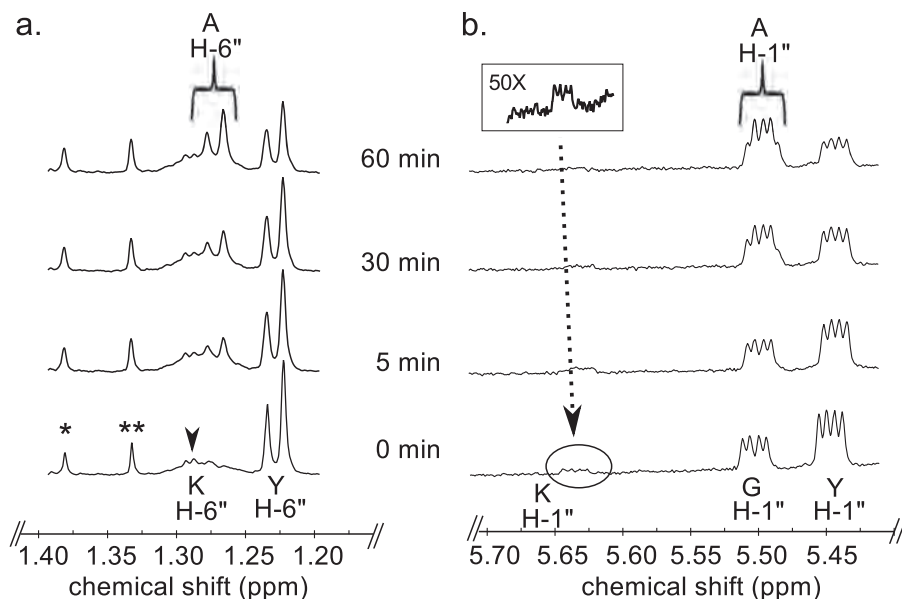 a.
A
H-6"
60 min
30 min
5 min
0 min
*
**
K
H-6"
Y
H-6"
1.40
1.35
1.30
1.25
1.20
chemical shift (ppm)
b.
A
H-1"
50X
K
H-1"
G
H-1"
Y
H-1"
5.70
5.65
5.60
5.55
5.50
5.45
chemical shift (ppm)